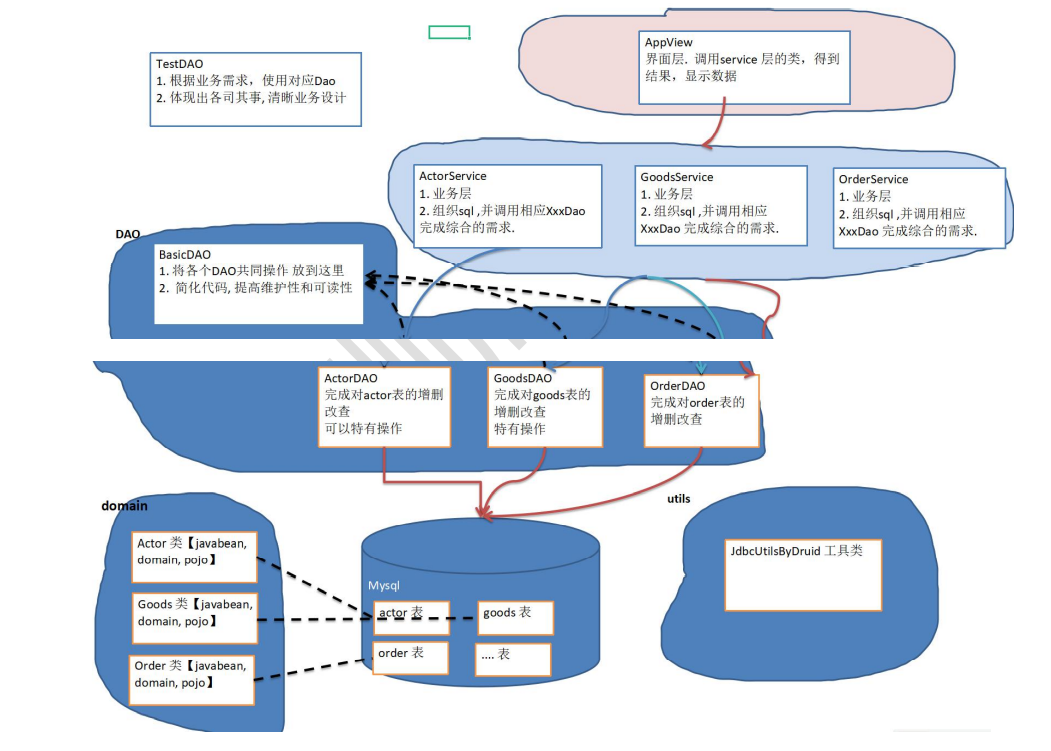 TestDAO
1. 根据业务需求，使用对应Dao
2. 体现出各司其事, 清晰业务设计
AppView
界面层. 调用service 层的类，得到
结果，显示数据
ActorService
1. 业务层
2. 组织sql ,并调用相应XxxDao
完成综合的需求.
GoodsService
1. 业务层
2. 组织sql ,并调用相应
XxxDao 完成综合的需求.
OrderService
1. 业务层
2. 组织sql ,并调用相应
XxxDao 完成综合的需求.
DAO
BasicDAO
1. 将各个DAO共同操作 放到这里
2. 简化代码, 提高维护性和可读性
ActorDAO
完成对actor表的增删
改查
可以特有操作
GoodsDAO
完成对goods表的
增删改查
特有操作
OrderDAO
完成对order表的
增删改查
domain
Actor 类【javabean,
domain, pojo】
Goods 类【javabean,
domain, pojo】
Order 类【javabean,
domain, pojo】
Mysql
actor 表
goods 表
order 表
.... 表
utils
JdbcUtilsByDruid 工具类